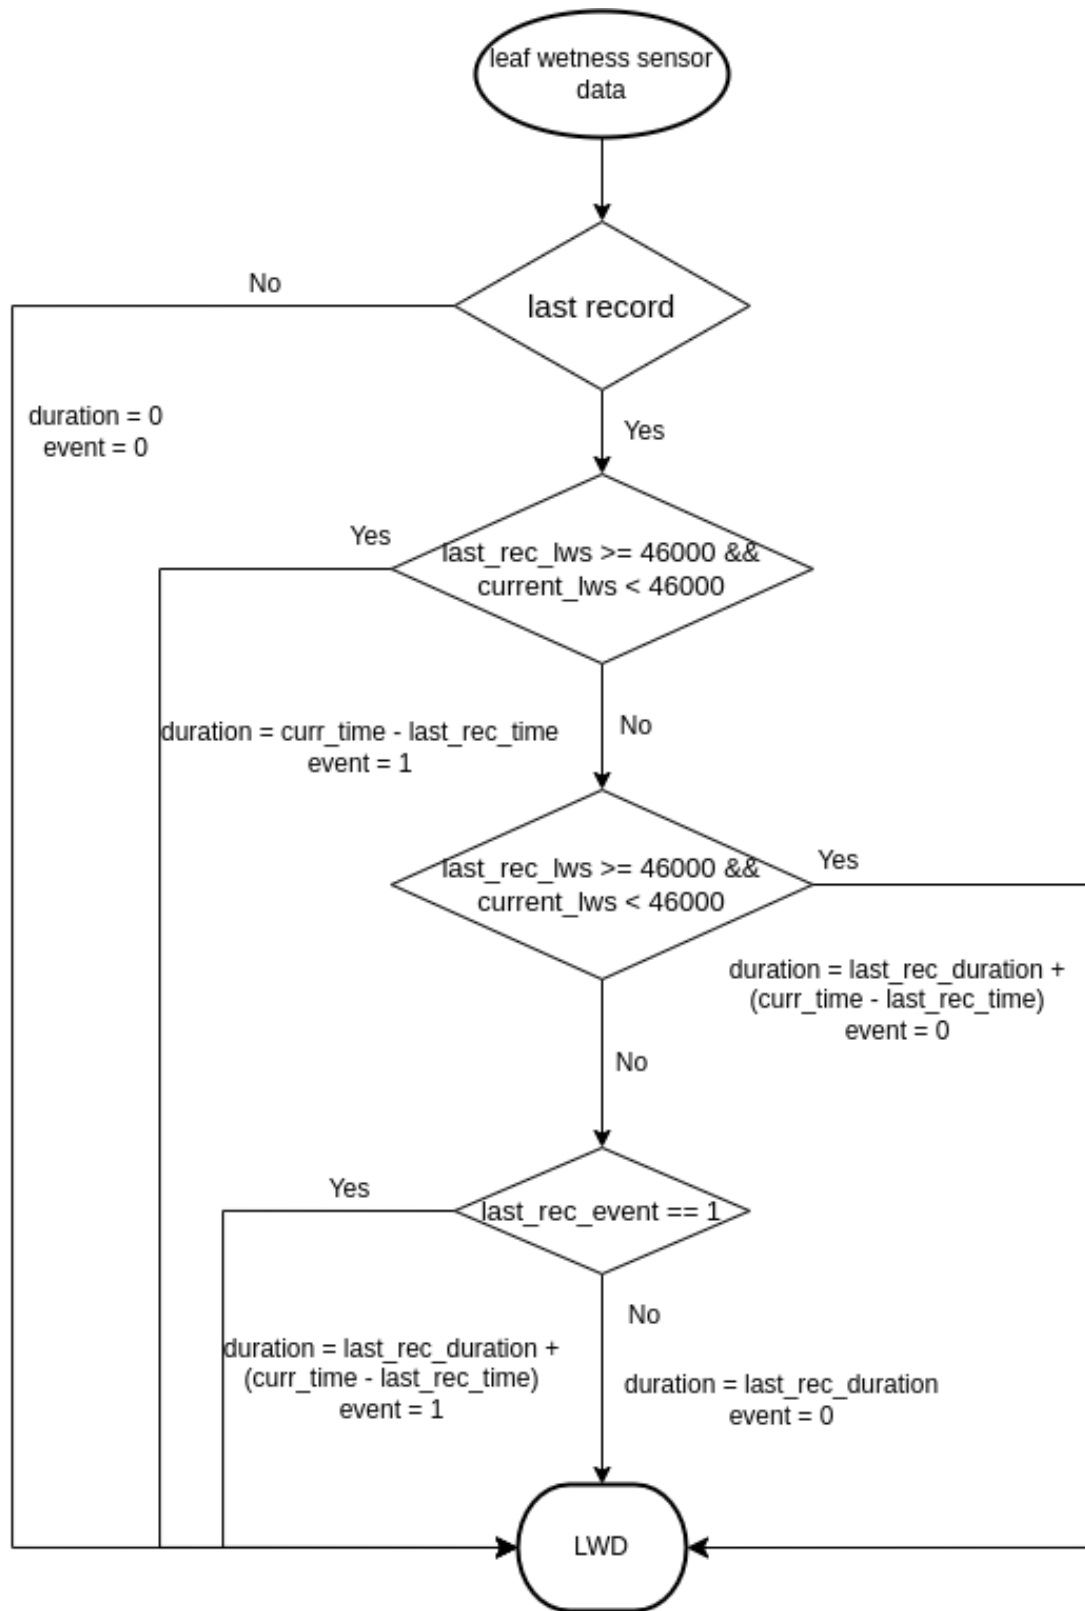 leaf wetness sensor
data
No
last record
duration = 0
event = 0
Yes
Yes
last_rec_lws >= 46000 &&
current_lws < 46000
duration = curr_time - last_rec_time
event = 1
No
last_rec_lws >= 46000 &&
current_lws < 46000
Yes
duration = last_rec_duration +
(curr_time - last_rec_time)
event = 0
No
Yes
last_rec_event == 1
No
duration = last_rec_duration +
(curr_time - last_rec_time)
event = 1
duration = last_rec_duration
event = 0
LWD